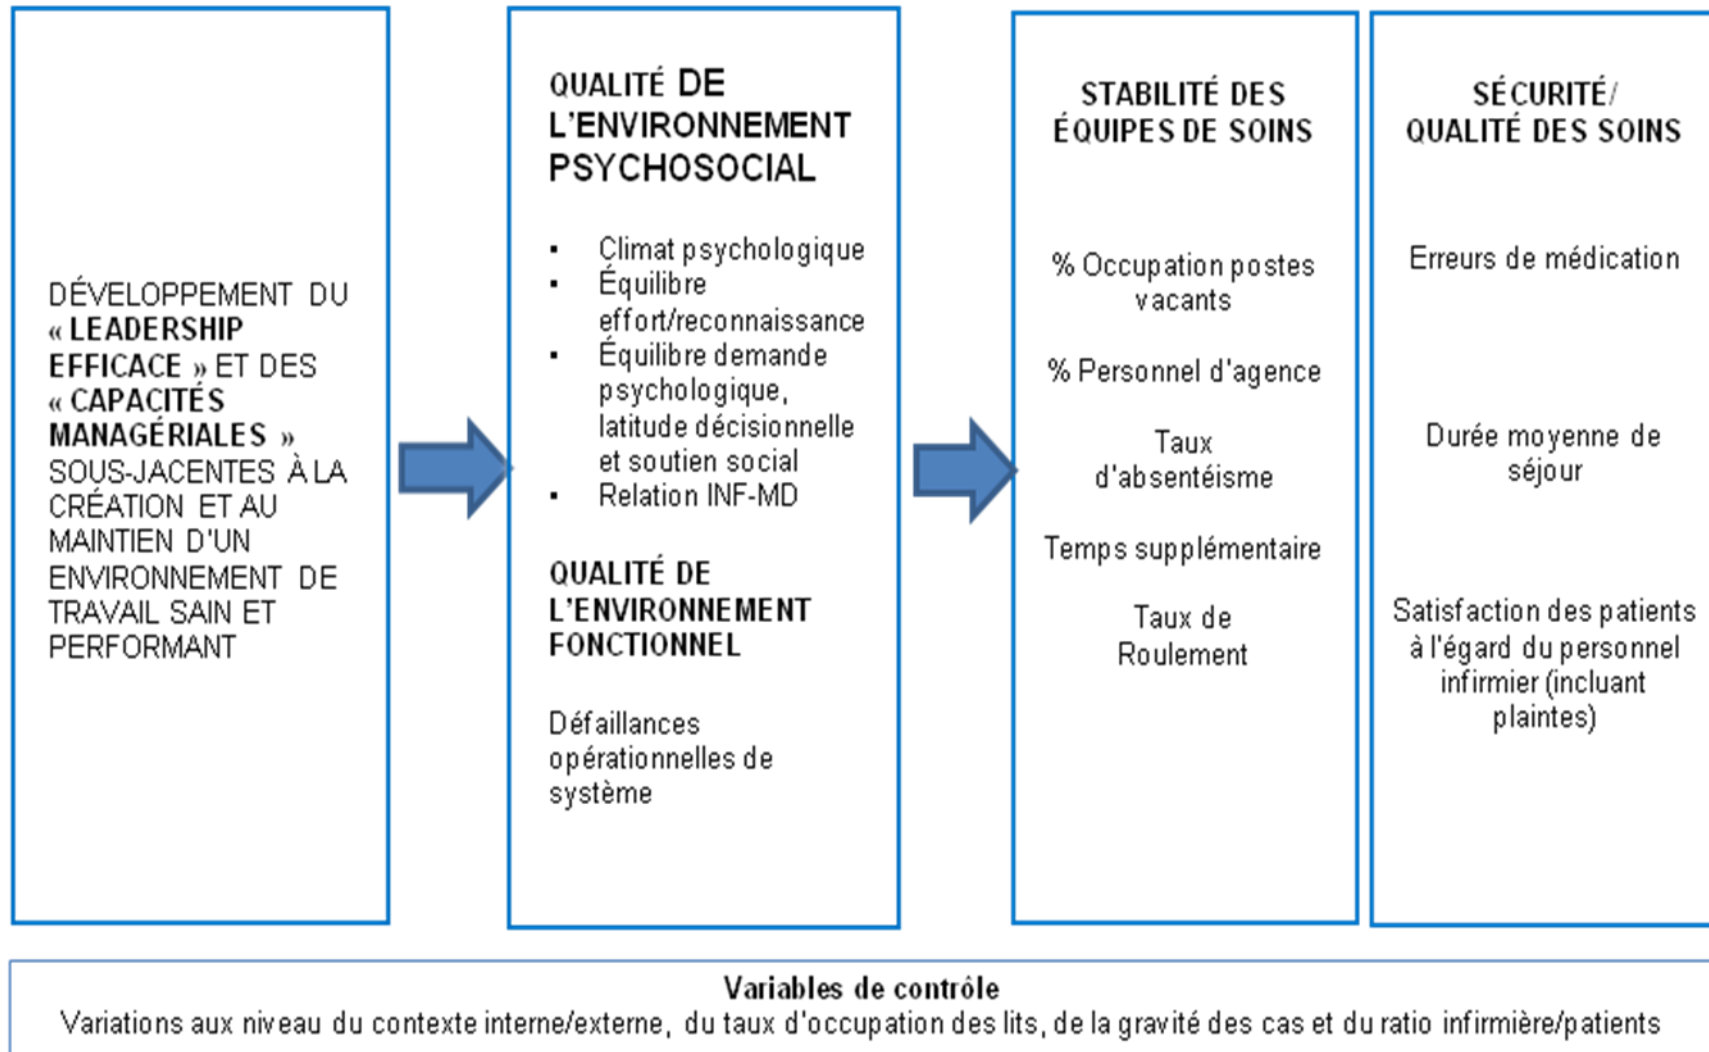 DÉVELOPPEMENT DU
« LEADERSHIP
EFFICACE » ET DES
« CAPACITÉS
MANAGÉRIALES »
SOUS-JACENTES À LA
CRÉATION ET AU
MAINTIEN D'UN
ENVIRONNEMENT DE
TRAVAIL SAIN ET
PERFORMANT
QUALITÉ DE
L'ENVIRONNEMENT
PSYCHOSOCIAL
▪ Climat psychologique
▪ Équilibre
effort/reconnaissance
▪ Équilibre demande
psychologique,
latitude décisionnelle
et soutien social
▪ Relation INF-MD
QUALITÉ DE
L'ENVIRONNEMENT
FONCTIONNEL
Défaillances
opérationnelles de
système
STABILITÉ DES
ÉQUIPES DE SOINS
% Occupation postes
vacants
% Personnel d'agence
Taux
d'absentéisme
Temps supplémentaire
Taux de
Roulement
SÉCURITÉ/
QUALITÉ DES SOINS
Erreurs de médication
Durée moyenne de
séjour
Satisfaction des patients
à l'égard du personnel
infirmier (incluant
plaintes)
Variables de contrôle
Variations aux niveau du contexte interne/externe, du taux d'occupation des lits, de la gravité des cas et du ratio infirmière/patients